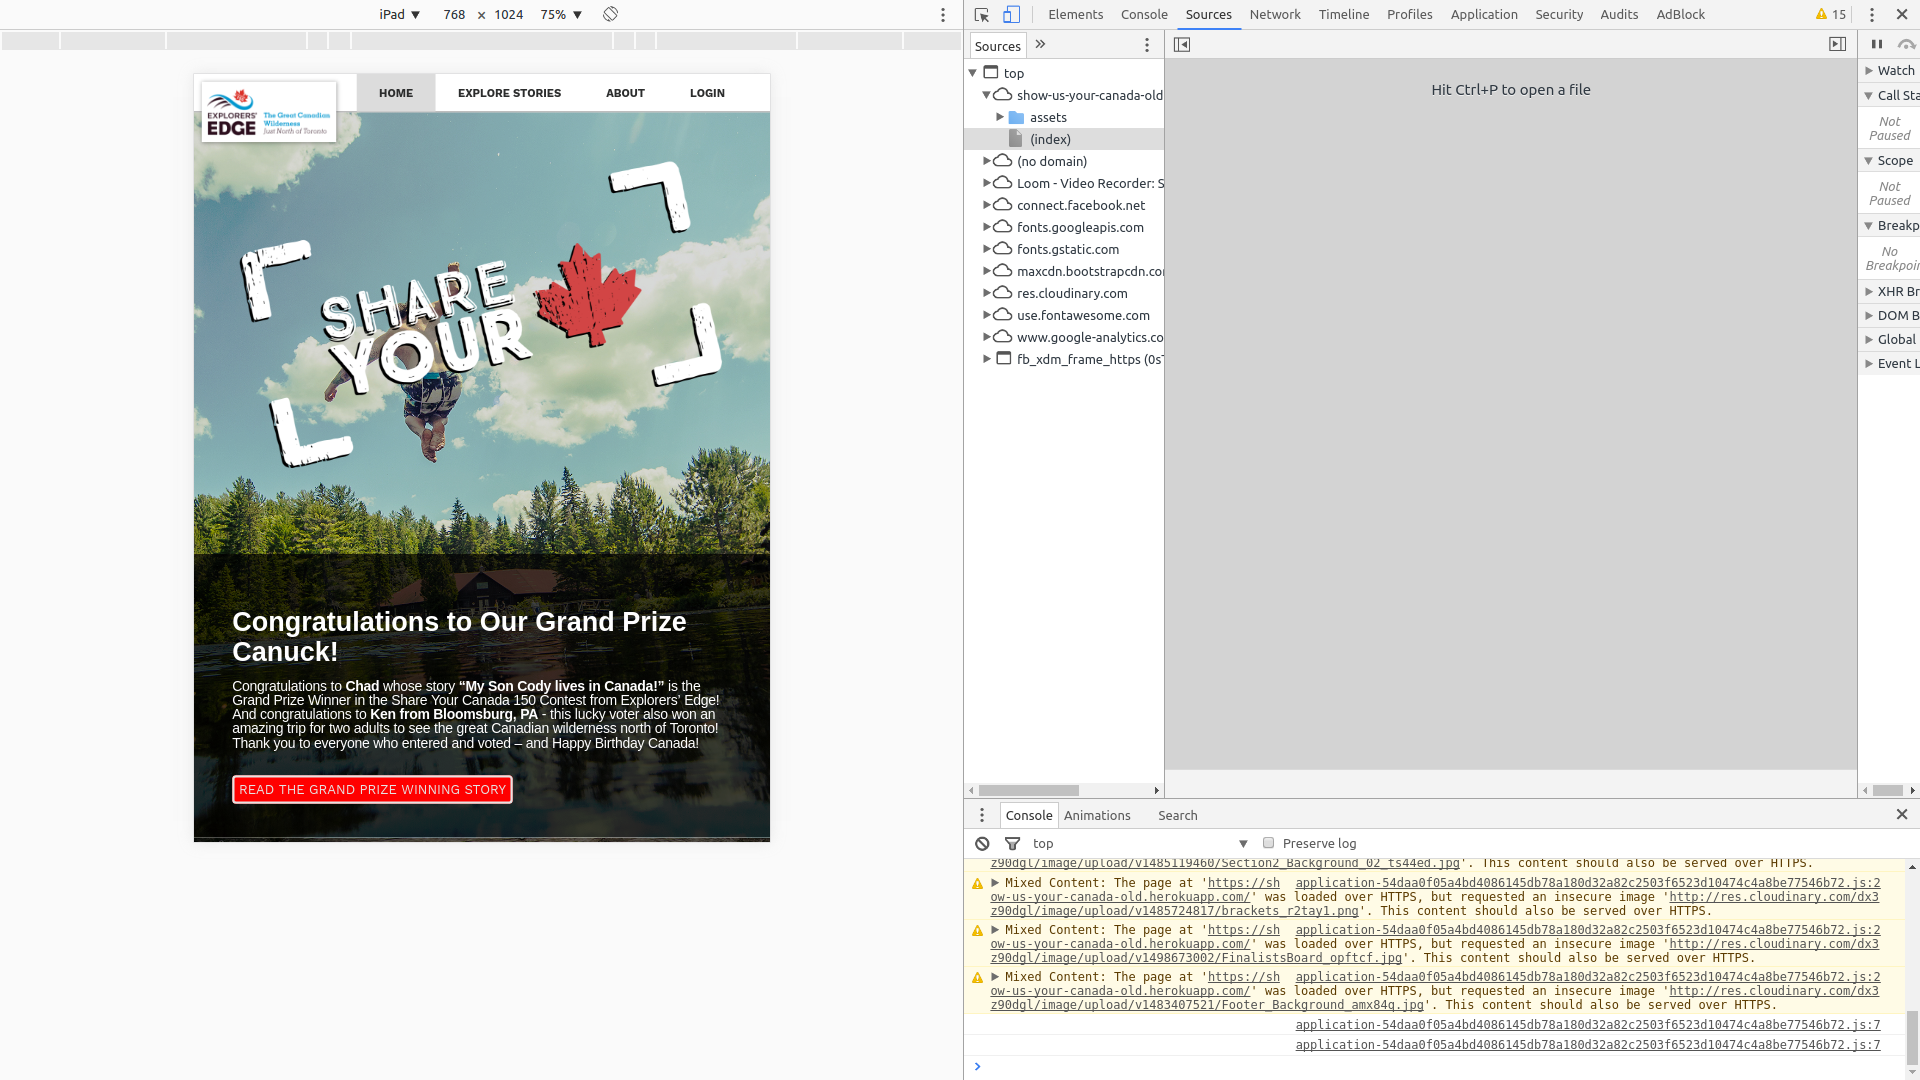 iPad ▼ 768 × 1024 75% ▼
Elements Console Sources Network Timeline Profiles Application Security Audits AdBlock 15
Sources
top
show-us-your-canada-old
assets
(index)
(no domain)
Loom - Video Recorder: S
connect.facebook.net
fonts.googleapis.com
fonts.gstatic.com
maxcdn.bootstrapcdn.co
res.cloudinary.com
use.fontawesome.com
www.google-analytics.co
fb_xdm_frame_https (0s
Hit Ctrl+P to open a file
Watch
Call Sta
Not
Paused
Scope
Not
Paused
Breakp
No
Breakpoi
XHR Br
DOM B
Global
Event L
EXPLORERS'
EDGE
The Great Canadian
Wilderness
Just North of Toronto
HOME EXPLORE STORIES ABOUT LOGIN
SHARE
YOUR
Congratulations to Our Grand Prize
Canuck!
Congratulations to Chad whose story “My Son Cody lives in Canada!” is the
Grand Prize Winner in the Share Your Canada 150 Contest from Explorers’ Edge!
And congratulations to Ken from Bloomsburg, PA - this lucky voter also won an
amazing trip for two adults to see the great Canadian wilderness north of Toronto!
Thank you to everyone who entered and voted – and Happy Birthday Canada!
READ THE GRAND PRIZE WINNING STORY
Console Animations Search
top Preserve log
z90dgl/image/upload/v1485119460/Section2_Background_02_ts44ed.jpg'. This content should also be served over HTTPS.
Mixed Content: The page at 'https://sh application-54daa0f05a4bd4086145db78a180d32a82c2503f6523d10474c4a8be77546b72.js:2
ow-us-your-canada-old.herokuapp.com/' was loaded over HTTPS, but requested an insecure image 'http://res.cloudinary.com/dx3
z90dgl/image/upload/v1485724817/brackets_r2tay1.png'. This content should also be served over HTTPS.
Mixed Content: The page at 'https://sh application-54daa0f05a4bd4086145db78a180d32a82c2503f6523d10474c4a8be77546b72.js:2
ow-us-your-canada-old.herokuapp.com/' was loaded over HTTPS, but requested an insecure image 'http://res.cloudinary.com/dx3
z90dgl/image/upload/v1498673002/FinalistsBoard_opftcf.jpg'. This content should also be served over HTTPS.
Mixed Content: The page at 'https://sh application-54daa0f05a4bd4086145db78a180d32a82c2503f6523d10474c4a8be77546b72.js:2
ow-us-your-canada-old.herokuapp.com/' was loaded over HTTPS, but requested an insecure image 'http://res.cloudinary.com/dx3
z90dgl/image/upload/v1483407521/Footer_Background_amx84q.jpg'. This content should also be served over HTTPS.
application-54daa0f05a4bd4086145db78a180d32a82c2503f6523d10474c4a8be77546b72.js:7
application-54daa0f05a4bd4086145db78a180d32a82c2503f6523d10474c4a8be77546b72.js:7